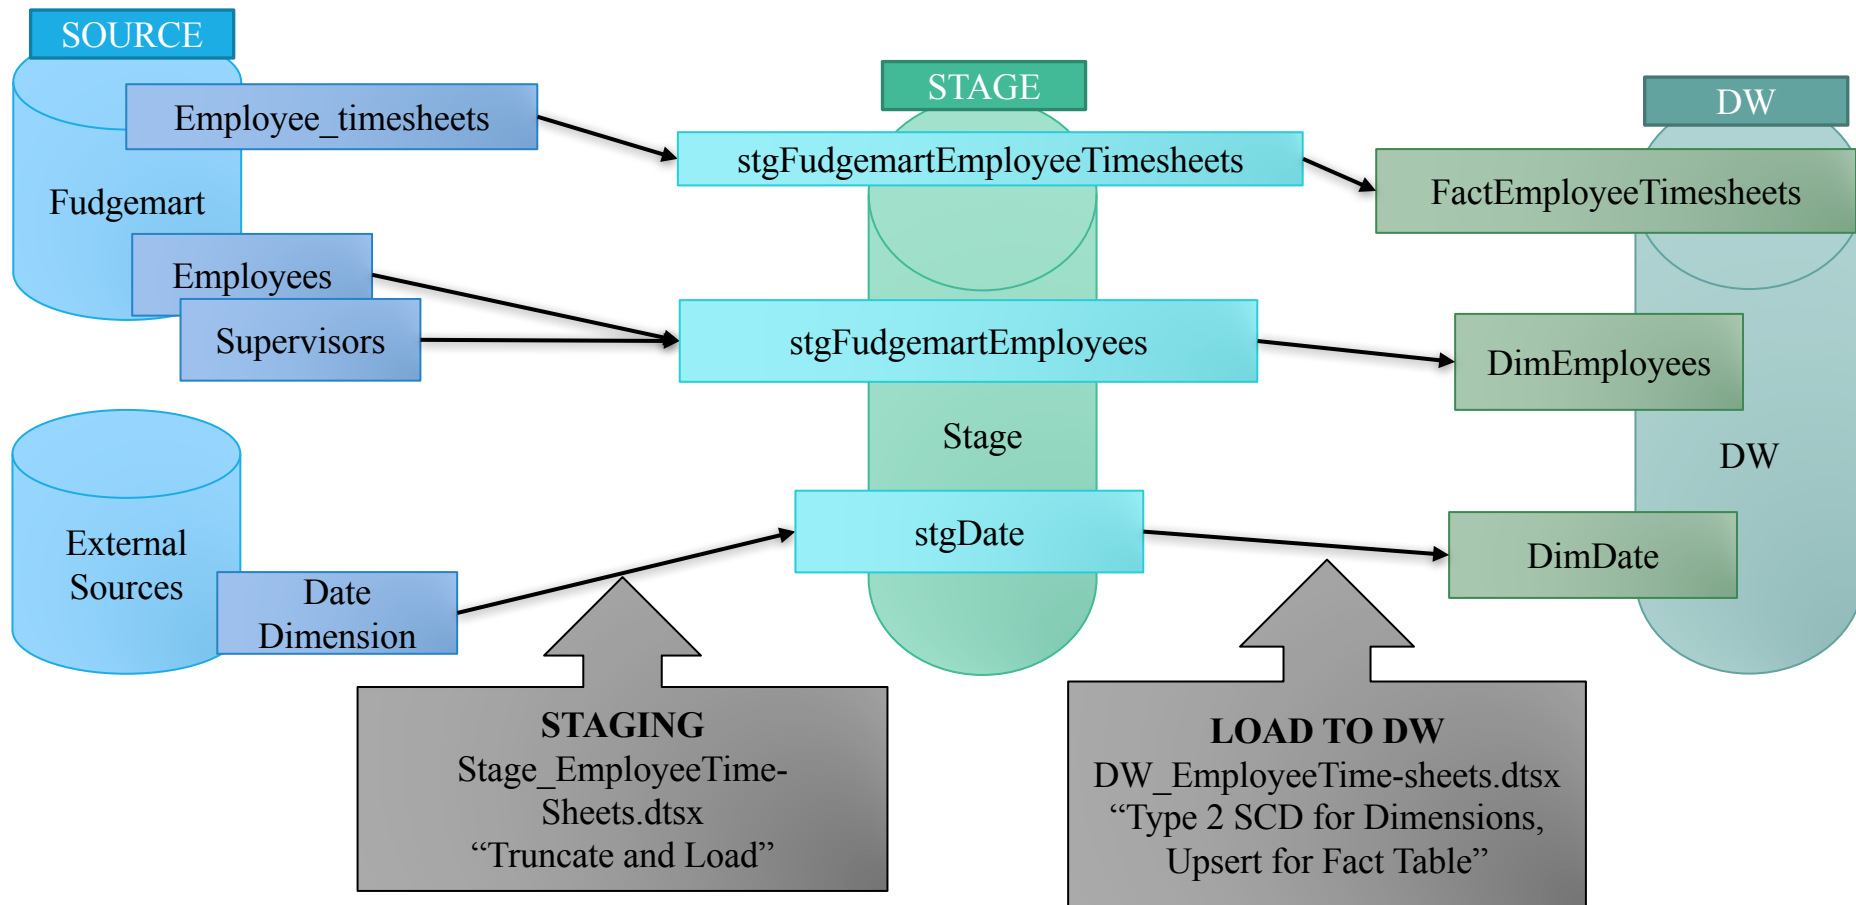 SOURCE
STAGE
DW
Employee_timesheets
stgFudgemartEmployeeTimesheets
FactEmployeeTimesheets
Fudgemart
Employees
Supervisors
stgFudgemartEmployees
DimEmployees
Stage
DW
External
Sources
Date
Dimension
stgDate
DimDate
STAGING
Stage_EmployeeTime-
Sheets.dtsx
“Truncate and Load”
LOAD TO DW
DW_EmployeeTime-sheets.dtsx
“Type 2 SCD for Dimensions,
Upsert for Fact Table”